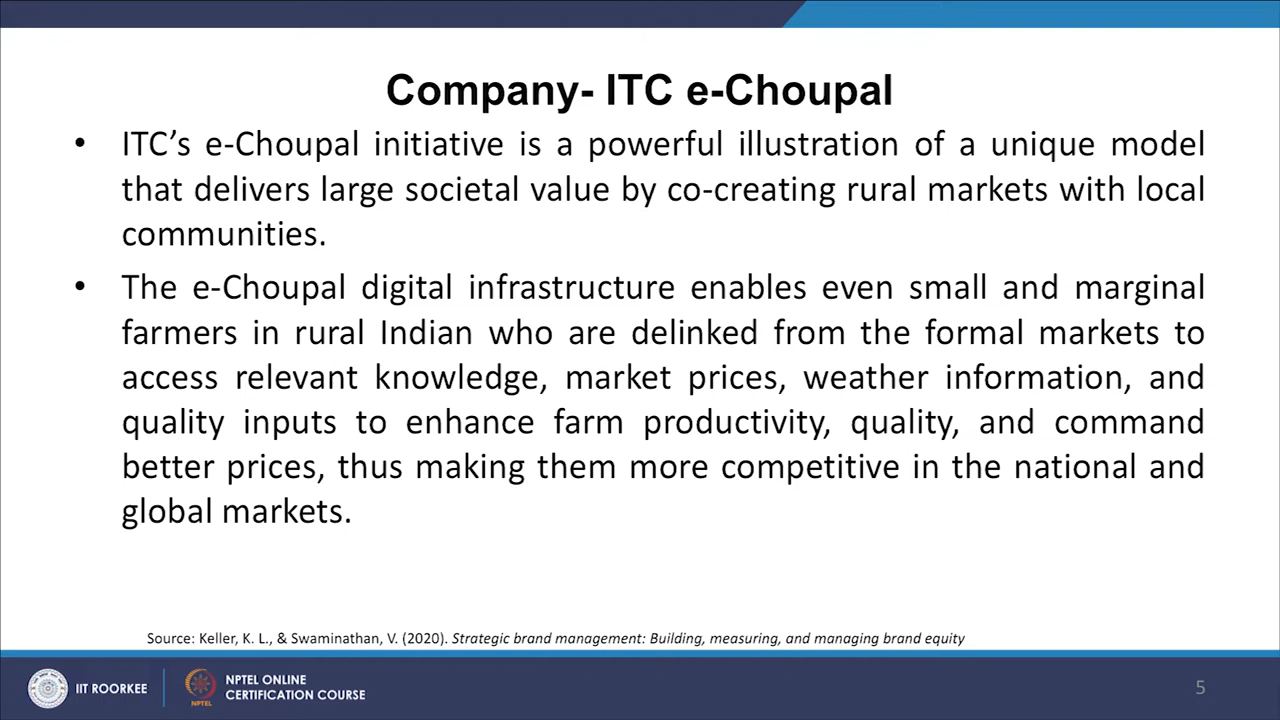 Company- ITC e-Choupal
• ITC’s e-Choupal initiative is a powerful illustration of a unique model
that delivers large societal value by co-creating rural markets with local
communities.
• The e-Choupal digital infrastructure enables even small and marginal
farmers in rural Indian who are delinked from the formal markets to
access relevant knowledge, market prices, weather information, and
quality inputs to enhance farm productivity, quality, and command
better prices, thus making them more competitive in the national and
global markets.
Source: Keller, K. L., & Swaminathan, V. (2020). Strategic brand management: Building, measuring, and managing brand equity
IIT ROORKEE
NPTEL
NPTEL ONLINE
CERTIFICATION COURSE
5